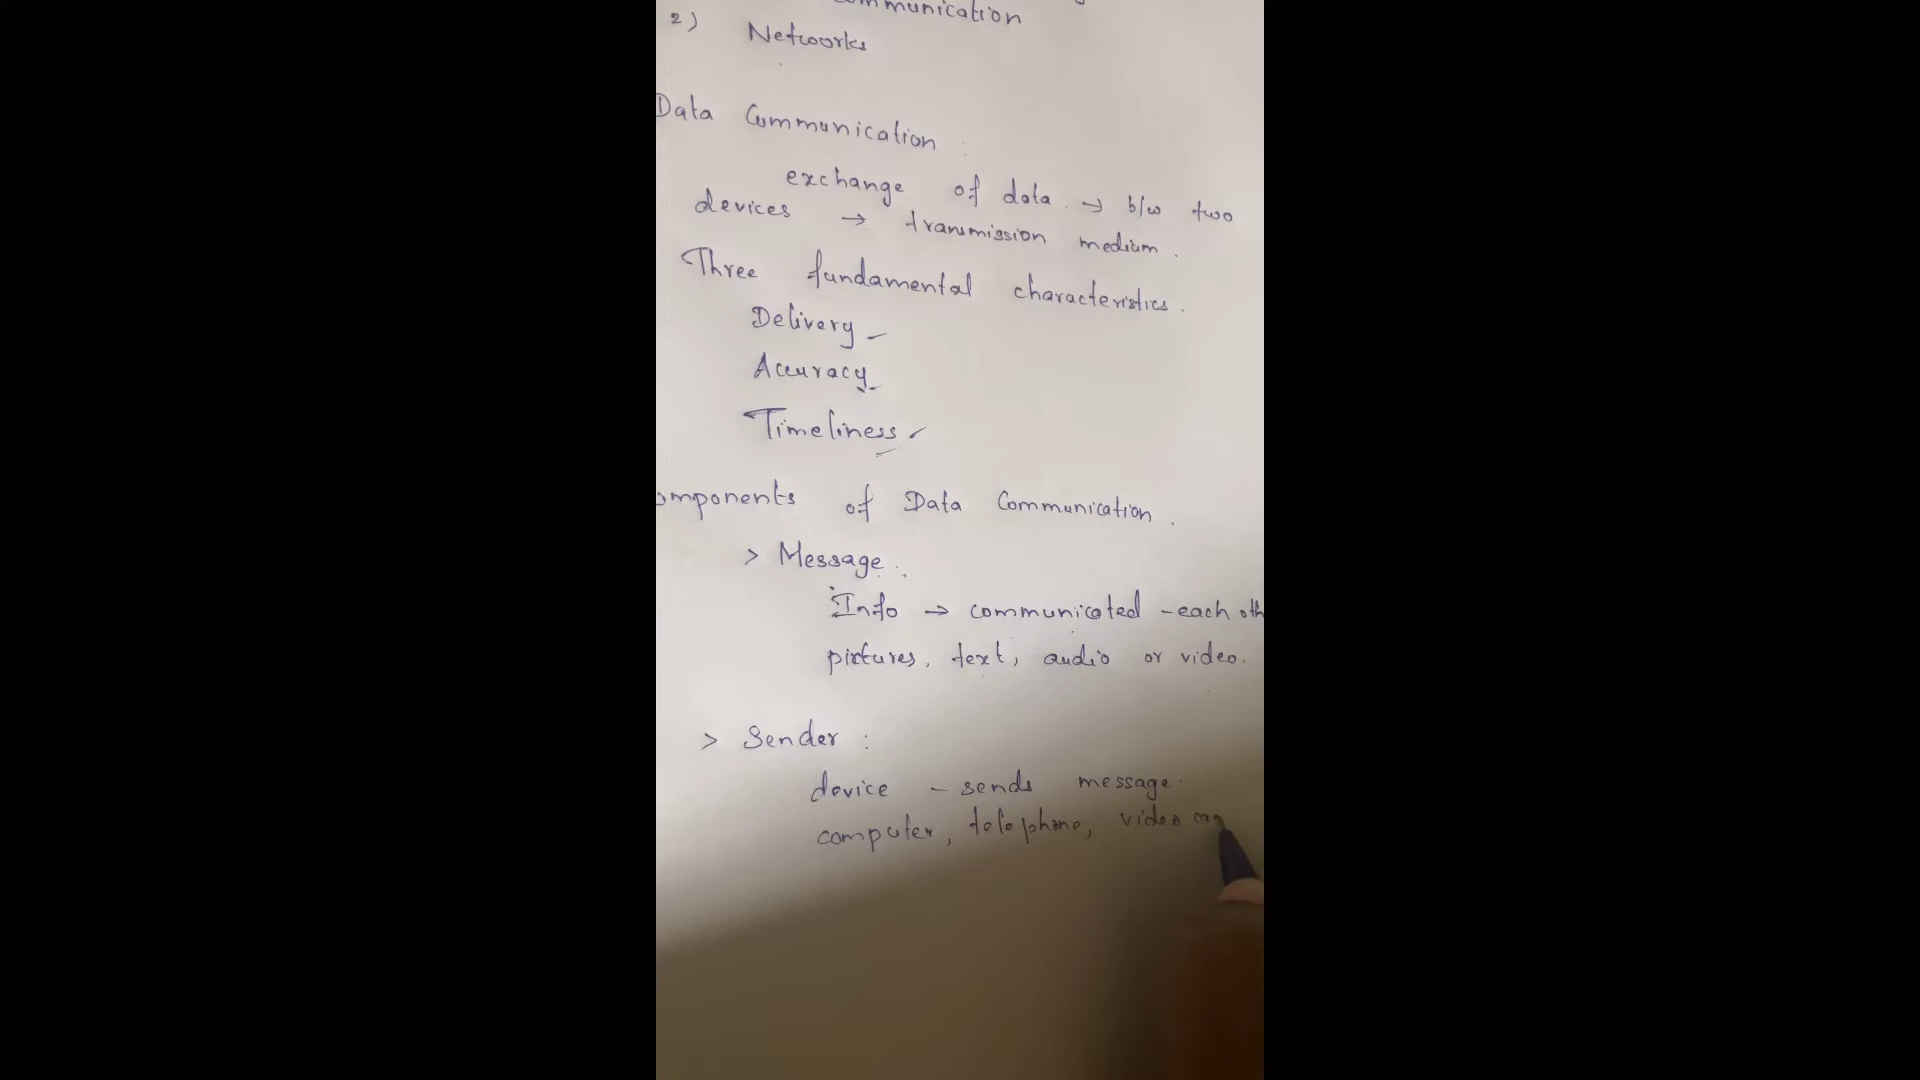 mmunication
2) Networks
Data Communication
exchange of data → b/w two
devices → transmission medium.
Three fundamental characteristics.
Delivery
Accuracy
Timeliness
omponents of Data Communication.
> Message
Info → communicated - each oth
pictures, text, audio or video.
> Sender :
device - sends message.
computer, telephone, video ca